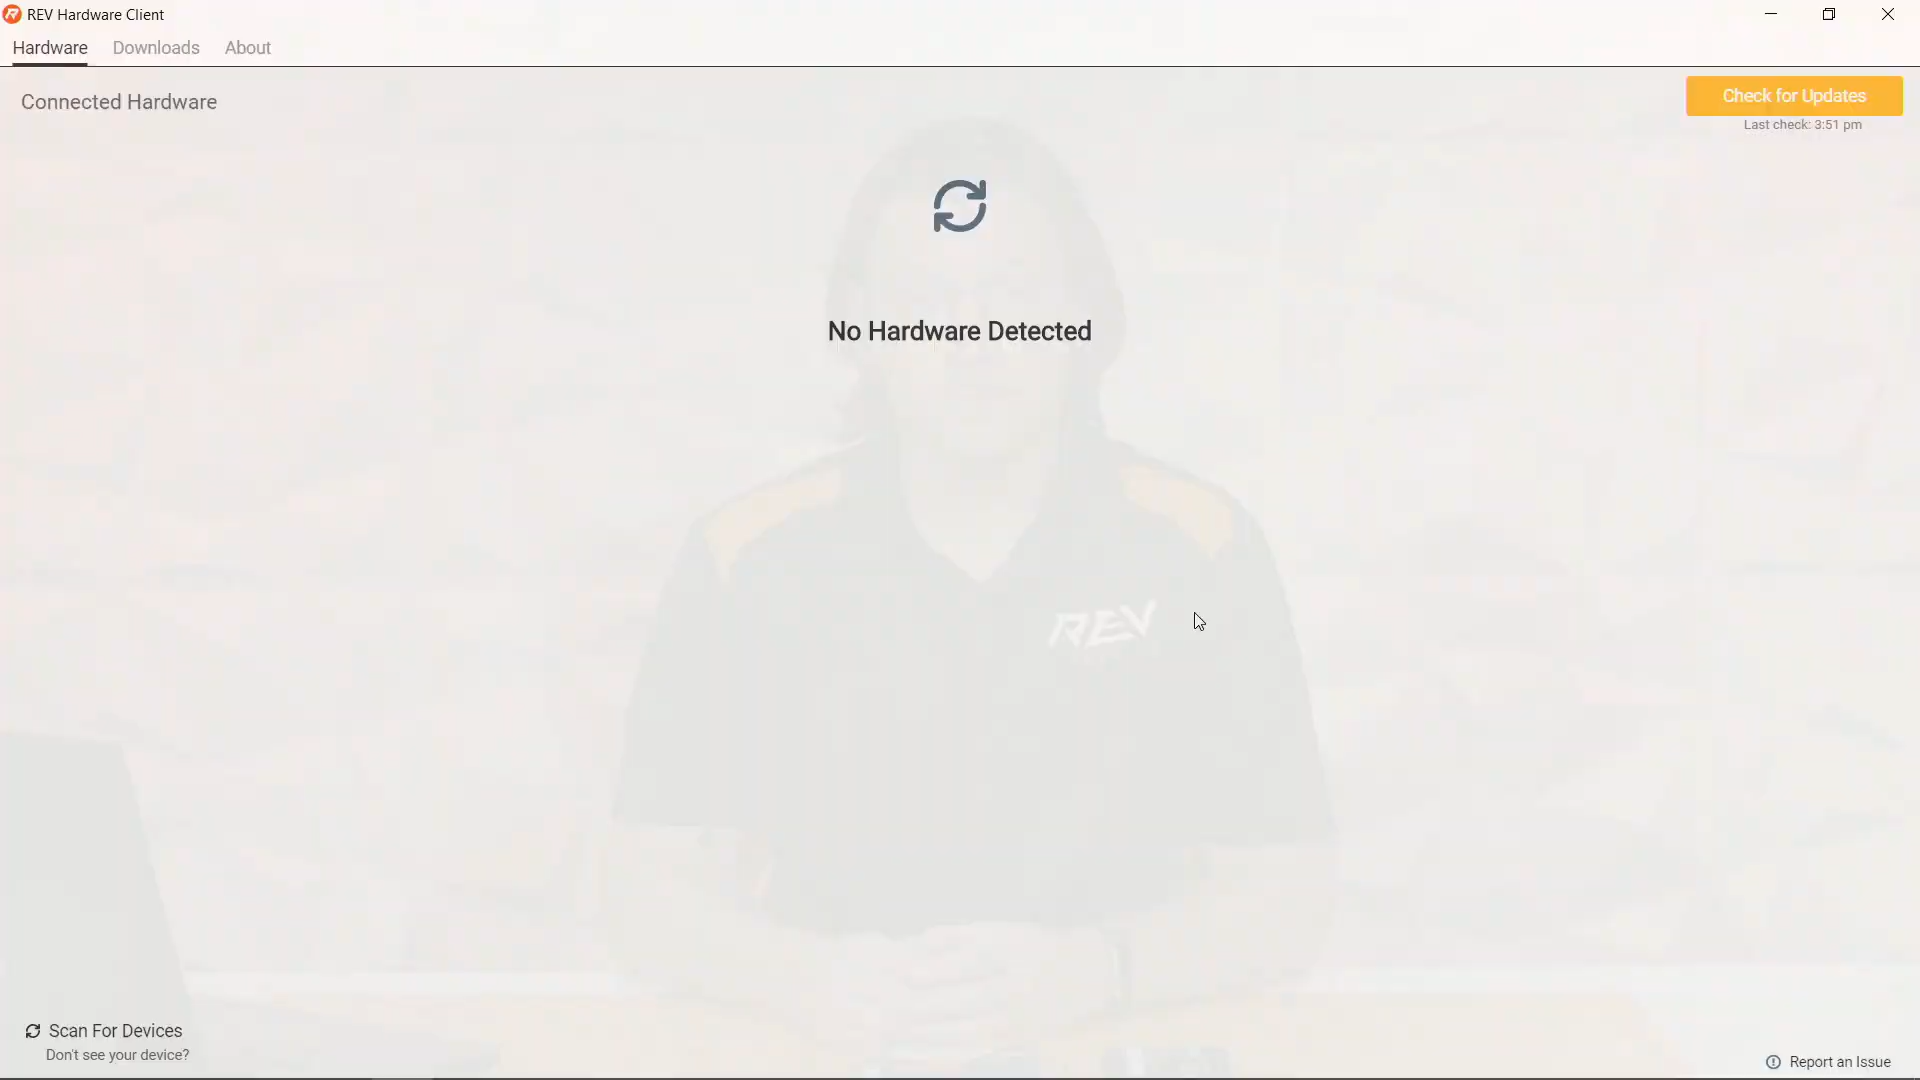 REV Hardware Client
Hardware Downloads About
Connected Hardware
Check for Updates
Last check: 3:51 pm
No Hardware Detected
REV
Scan For Devices
Don't see your device?
Report an Issue